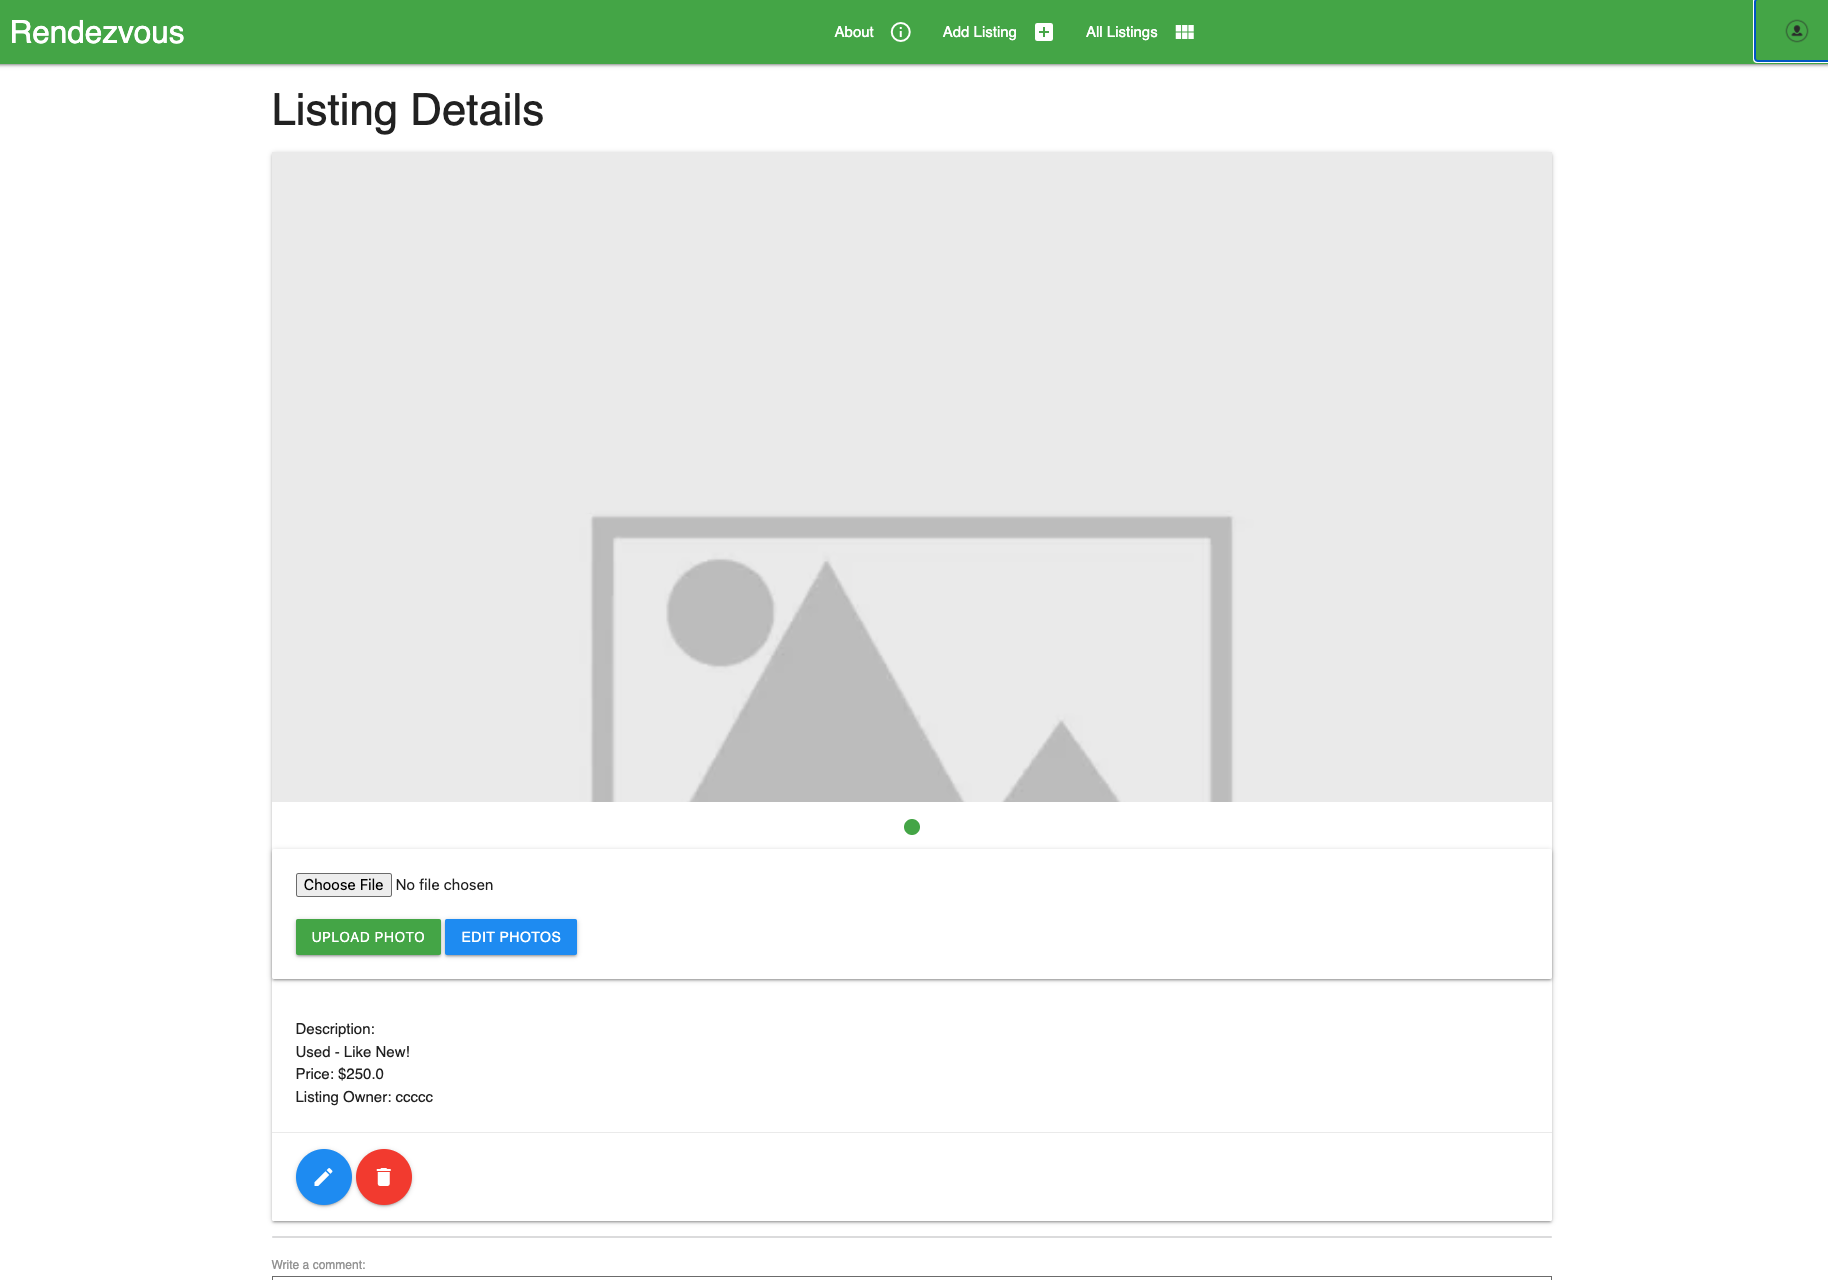 Rendezvous
About
Add Listing
All Listings
Listing Details
Choose File No file chosen
UPLOAD PHOTO
EDIT PHOTOS
Description:
Used - Like New!
Price: $250.0
Listing Owner: ccccc
Write a comment: